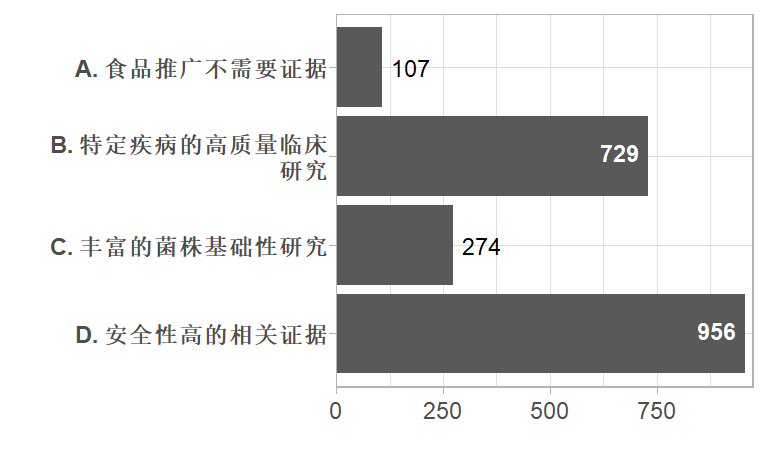 A. 食品推广不需要证据
107
B. 特定疾病的高质量临床
研究
729
C. 丰富的菌株基础性研究
274
D. 安全性高的相关证据
956
0
250
500
750